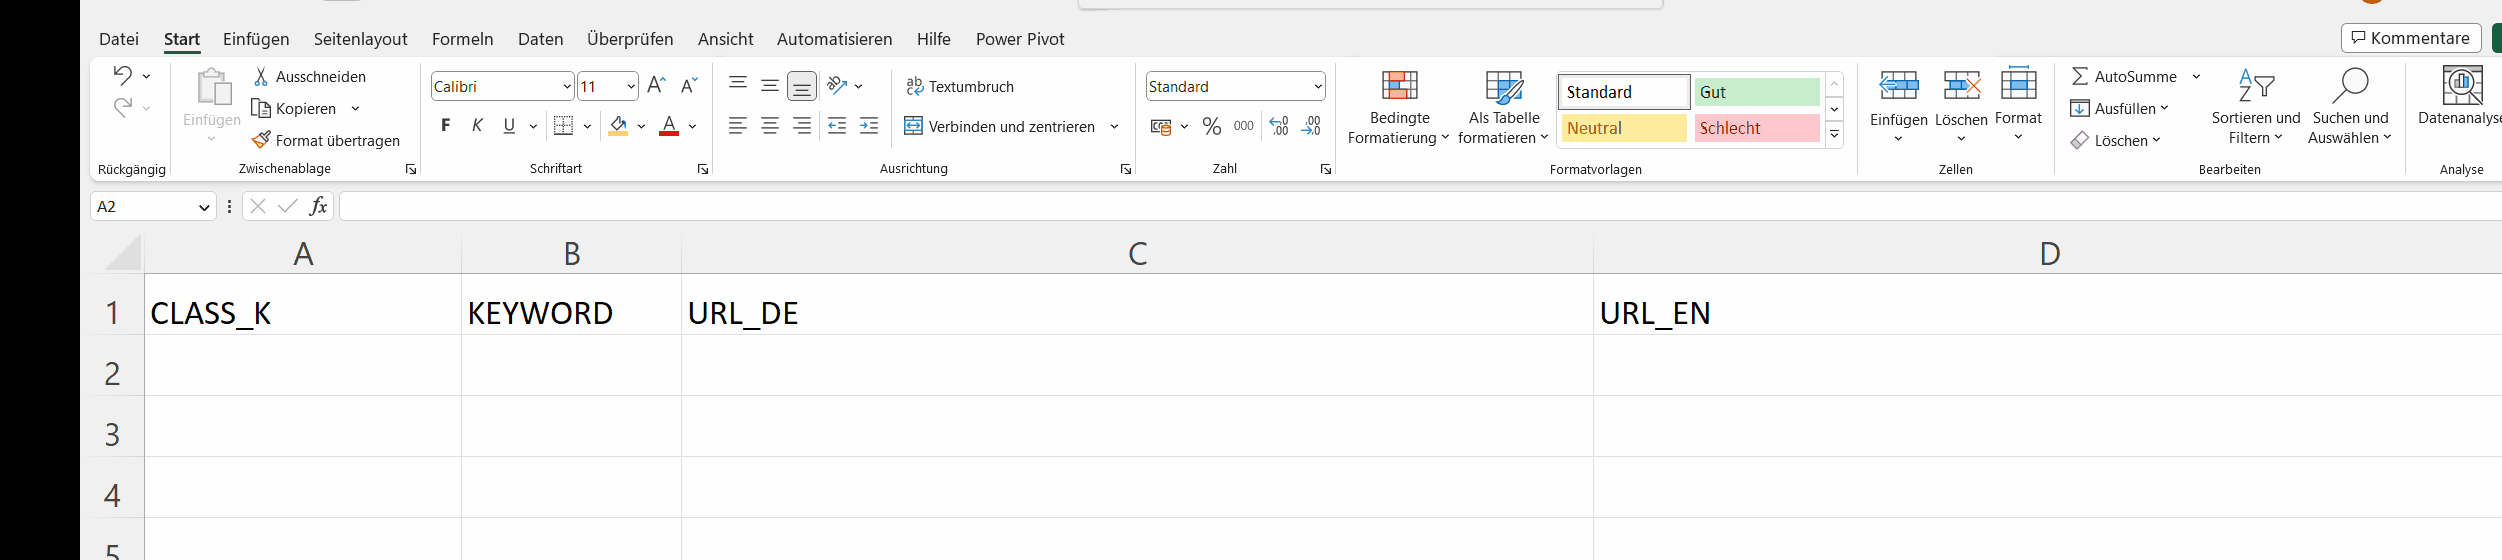 Datei Start Einfügen Seitenlayout Formeln Daten Überprüfen Ansicht Automatisieren Hilfe Power Pivot Kommentare
Einfügen
Ausschneiden
Kopieren
Format übertragen
Calibri 11
F K U
Textumbruch
Verbinden und zentrieren
Standard
% 000
Bedingte Formatierung
Als Tabelle formatieren
Standard Gut
Neutral Schlecht
Einfügen Löschen Format
AutoSumme
Ausfüllen
Löschen
Sortieren und Filtern
Suchen und Auswählen
Datenanalyse
Rückgängig Zwischenablage Schriftart Ausrichtung Zahl Formatvorlagen Zellen Bearbeiten Analyse
A2 fx
A B C D
1 CLASS_K KEYWORD URL_DE URL_EN
2
3
4
5